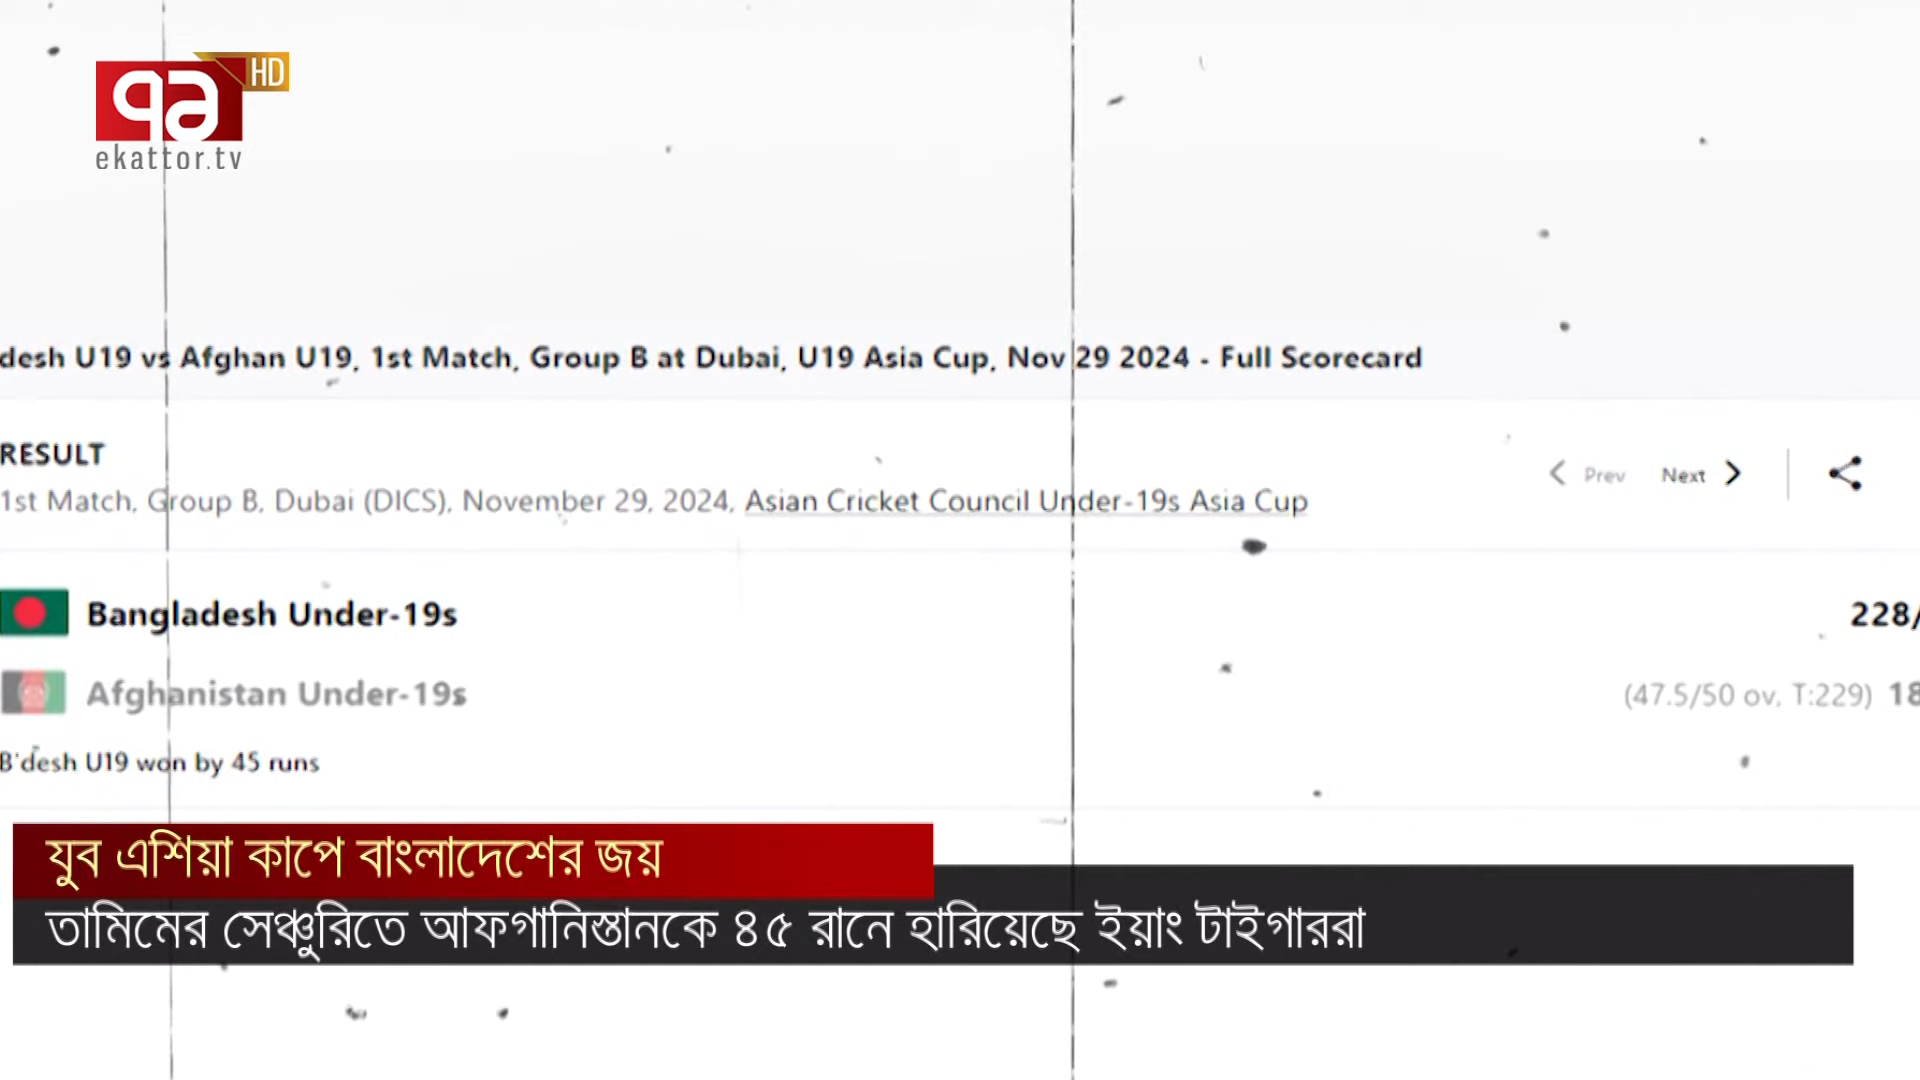 HD
ekattor.tv
desh U19 vs Afghan U19, 1st Match, Group B at Dubai, U19 Asia Cup, Nov 29 2024 - Full Scorecard
RESULT
Prev Next
1st Match, Group B, Dubai (DICS), November 29, 2024, Asian Cricket Council Under-19s Asia Cup
Bangladesh Under-19s 228/
Afghanistan Under-19s (47.5/50 ov, T:229) 18
B'desh U19 won by 45 runs
যুব এশিয়া কাপে বাংলাদেশের জয়
তামিমের সেঞ্চুরিতে আফগানিস্তানকে ৪৫ রানে হারিয়েছে ইয়াং টাইগাররা